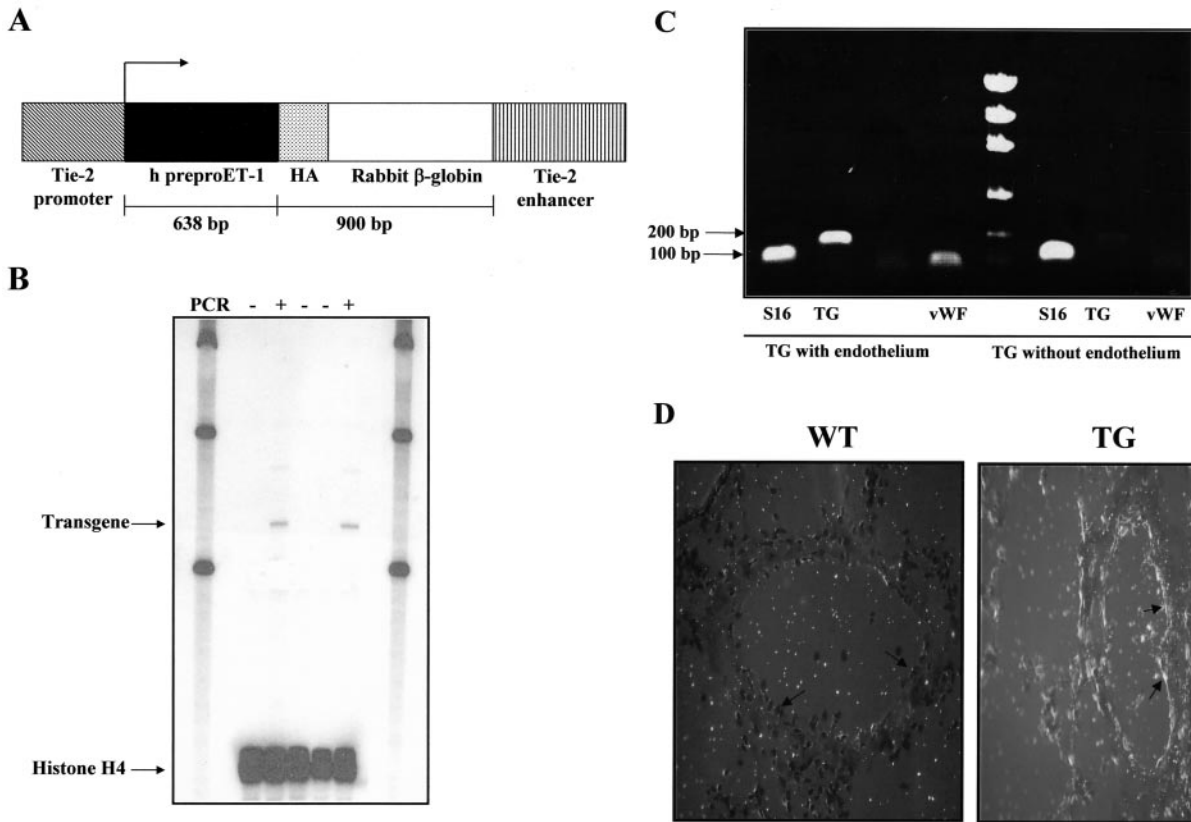 A
Tie-2
promoter
h preproET-1
HA
Rabbit β-globin
Tie-2
enhancer
638 bp
900 bp
B
PCR - + - - +
Transgene
Histone H4
C
200 bp
100 bp
S16 TG vWF S16 TG vWF
TG with endothelium TG without endothelium
D
WT TG